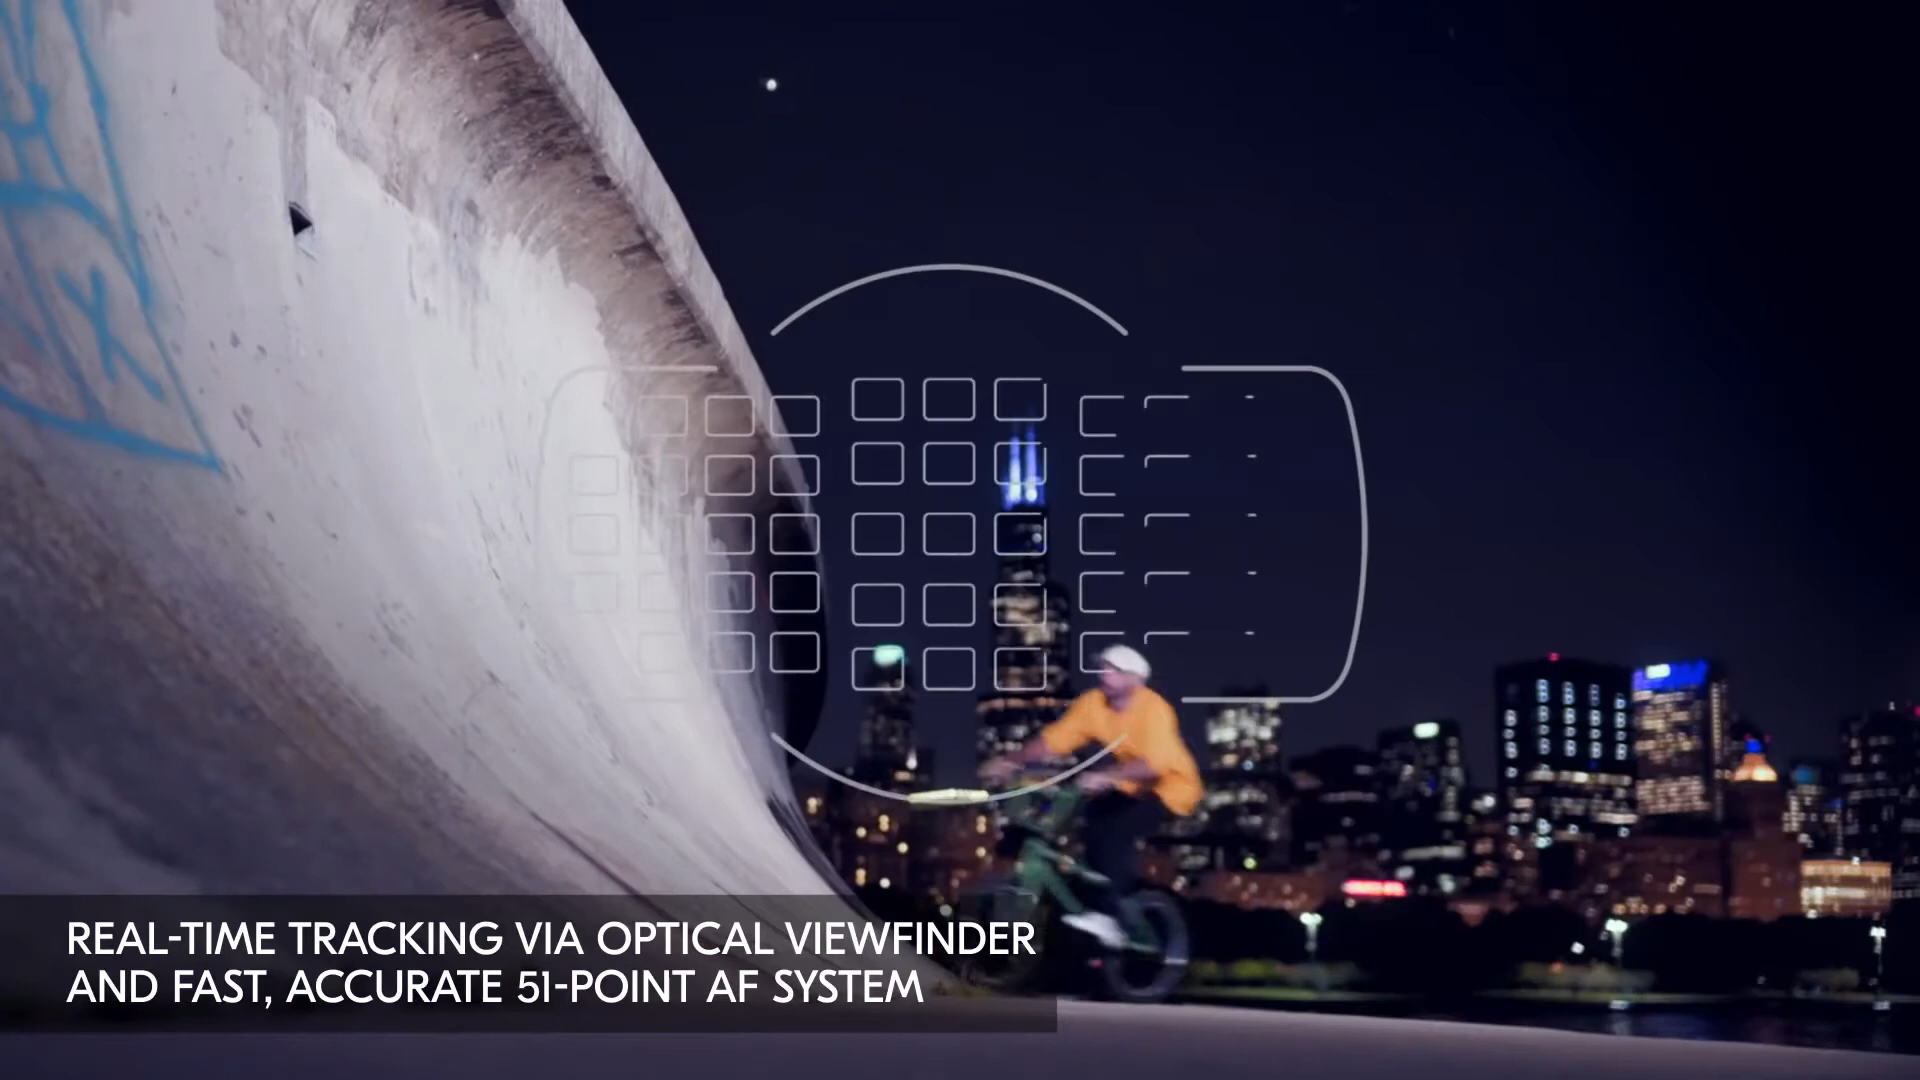 REAL-TIME TRACKING VIA OPTICAL VIEWFINDER
AND FAST, ACCURATE 51-POINT AF SYSTEM